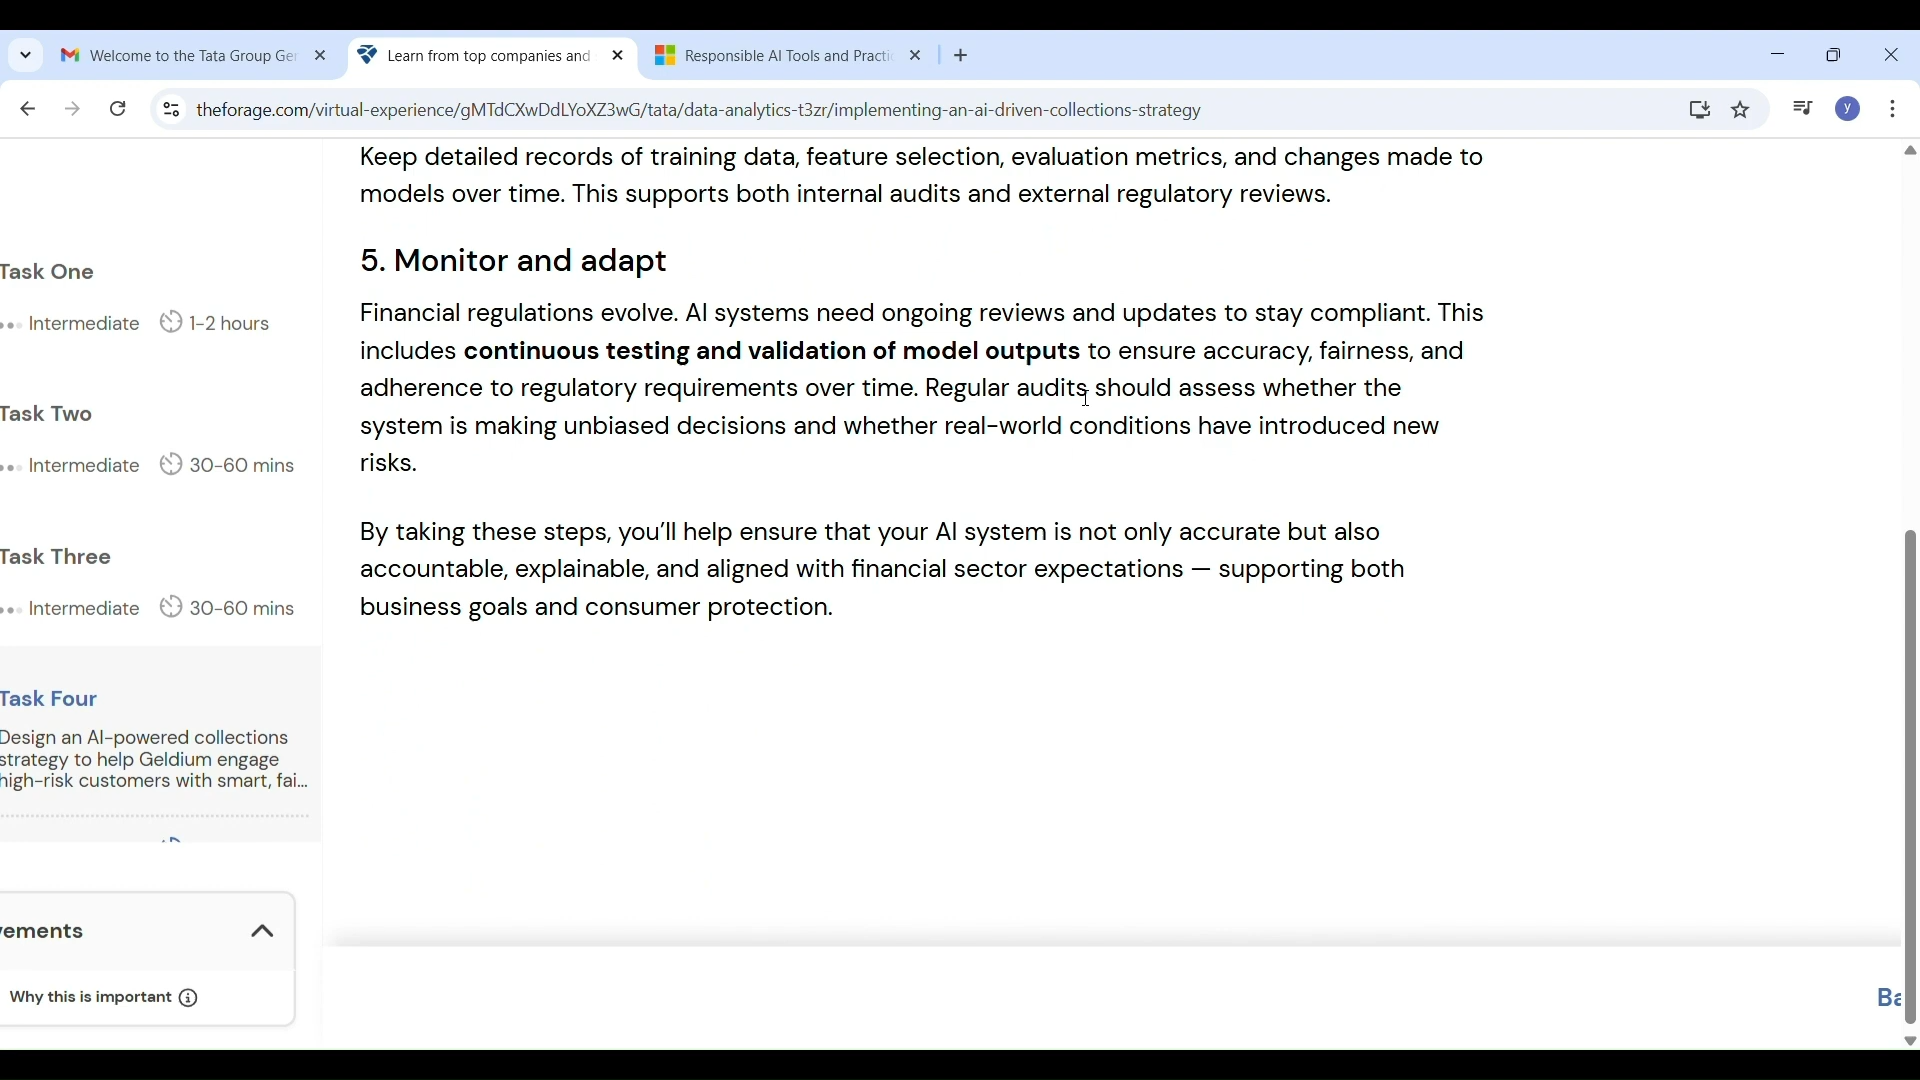 Welcome to the Tata Group Ger
Learn from top companies and
Responsible AI Tools and Practic
theforage.com/virtual-experience/gMTdCXwDdLYoXZ3wG/tata/data-analytics-t3zr/implementing-an-ai-driven-collections-strategy
y
Keep detailed records of training data, feature selection, evaluation metrics, and changes made to
models over time. This supports both internal audits and external regulatory reviews.
5. Monitor and adapt
Financial regulations evolve. AI systems need ongoing reviews and updates to stay compliant. This
includes continuous testing and validation of model outputs to ensure accuracy, fairness, and
adherence to regulatory requirements over time. Regular audits should assess whether the
system is making unbiased decisions and whether real-world conditions have introduced new
risks.
By taking these steps, you'll help ensure that your AI system is not only accurate but also
accountable, explainable, and aligned with financial sector expectations — supporting both
business goals and consumer protection.
Task One
Intermediate 1-2 hours
Task Two
Intermediate 30-60 mins
Task Three
Intermediate 30-60 mins
Task Four
Design an AI-powered collections
strategy to help Geldium engage
high-risk customers with smart, fai...
vements
Why this is important
Ba